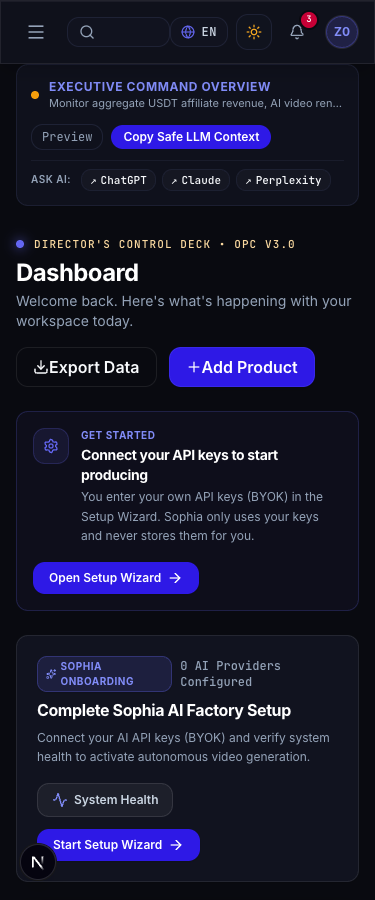 EN
3
Z0
EXECUTIVE COMMAND OVERVIEW
Monitor aggregate USDT affiliate revenue, AI video ren...
Preview
Copy Safe LLM Context
ASK AI:
↗ ChatGPT
↗ Claude
↗ Perplexity
DIRECTOR'S CONTROL DECK • OPC V3.0
Dashboard
Welcome back. Here's what's happening with your
workspace today.
Export Data
+Add Product
GET STARTED
Connect your API keys to start
producing
You enter your own API keys (BYOK) in the
Setup Wizard. Sophia only uses your keys
and never stores them for you.
Open Setup Wizard →
SOPHIA
ONBOARDING
0 AI Providers
Configured
Complete Sophia AI Factory Setup
Connect your AI API keys (BYOK) and verify system
health to activate autonomous video generation.
System Health
Start Setup Wizard →
N